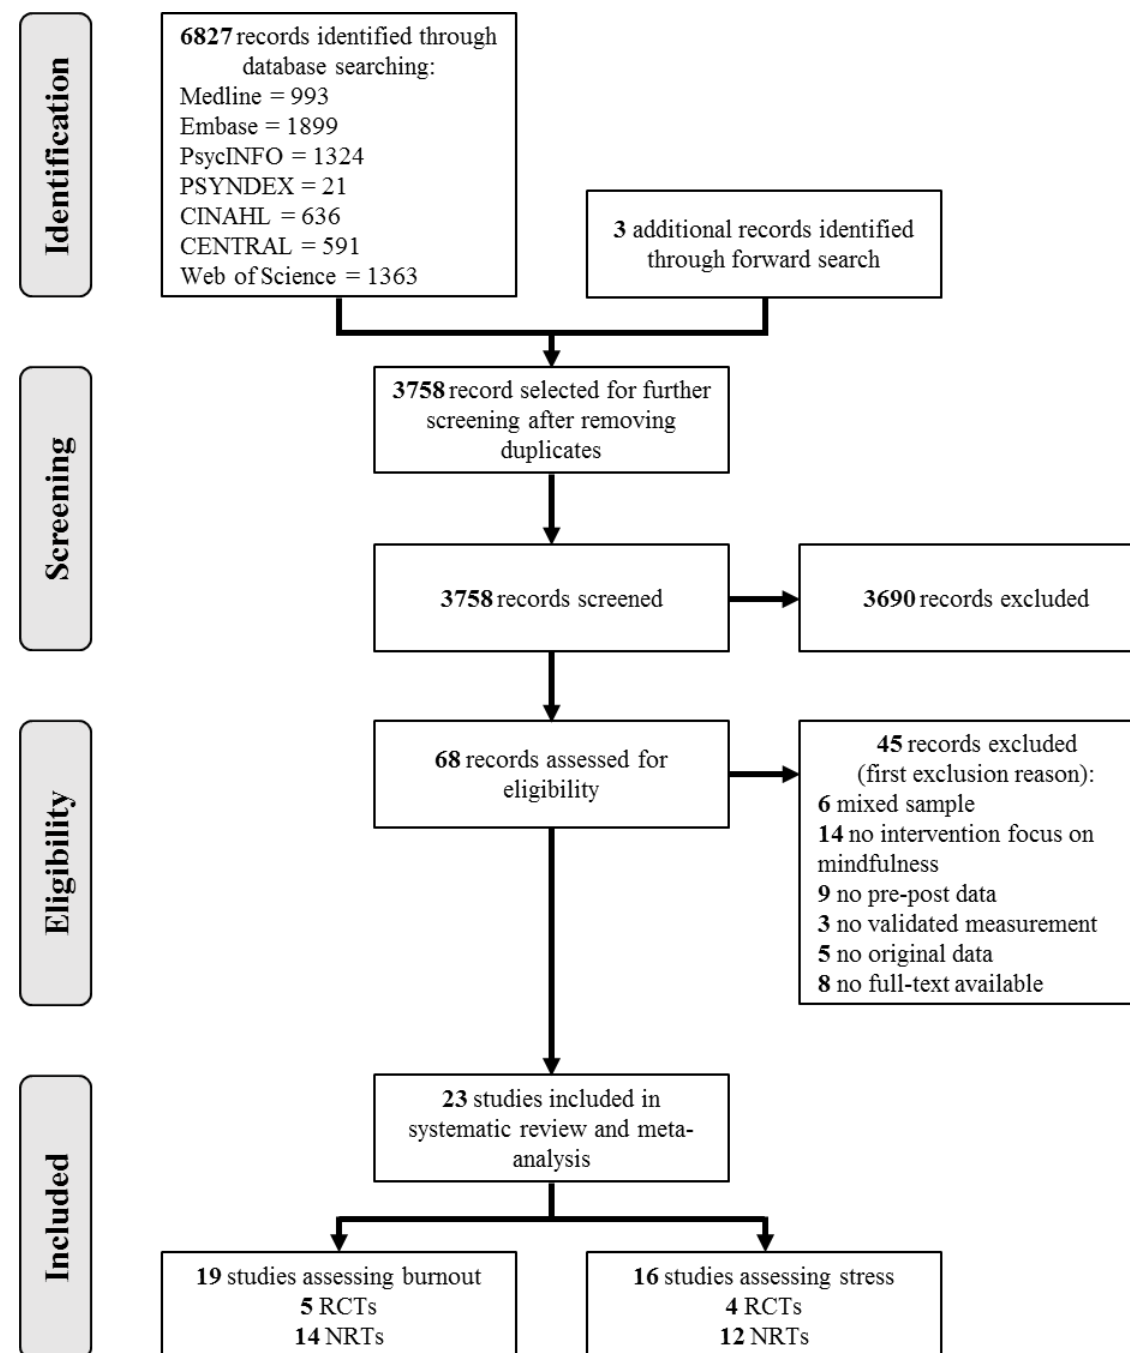 Identification
6827 records identified through
database searching:
Medline = 993
Embase = 1899
PsycINFO = 1324
PSYNDEX = 21
CINAHL = 636
CENTRAL = 591
Web of Science = 1363
3 additional records identified
through forward search
Screening
3758 record selected for further
screening after removing
duplicates
3758 records screened
3690 records excluded
Eligibility
68 records assessed for
eligibility
45 records excluded
(first exclusion reason):
6 mixed sample
14 no intervention focus on
mindfulness
9 no pre-post data
3 no validated measurement
5 no original data
8 no full-text available
Included
23 studies included in
systematic review and meta-
analysis
19 studies assessing burnout
5 RCTs
14 NRTs
16 studies assessing stress
4 RCTs
12 NRTs